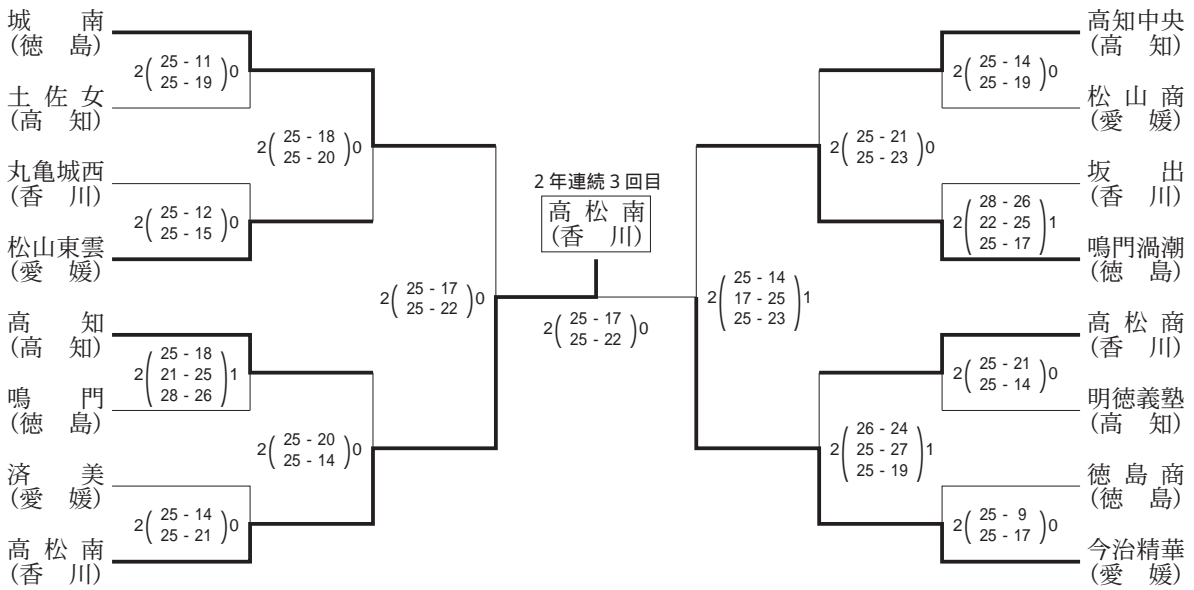 城南
(徳島)
2(25 - 11
25 - 19)0
土佐女
(高知)
2(25 - 18
25 - 20)0
丸亀城西
(香川)
2(25 - 12
25 - 15)0
松山東雲
(愛媛)
2(25 - 17
25 - 22)0
高知
(高知)
2(25 - 18
21 - 25
28 - 26)1
鳴門
(徳島)
2(25 - 20
25 - 14)0
済美
(愛媛)
2(25 - 14
25 - 21)0
高松南
(香川)
2年連続3回目
高松南
(香川)
2(25 - 17
25 - 22)0
高知中央
(高知)
2(25 - 14
25 - 19)0
松山商
(愛媛)
2(25 - 21
25 - 23)0
坂出
(香川)
2(28 - 26
22 - 25
25 - 17)1
鳴門渦潮
(徳島)
2(25 - 14
17 - 25
25 - 23)1
高松商
(香川)
2(25 - 21
25 - 14)0
明徳義塾
(高知)
2(26 - 24
25 - 27
25 - 19)1
徳島商
(徳島)
2(25 - 9
25 - 17)0
今治精華
(愛媛)